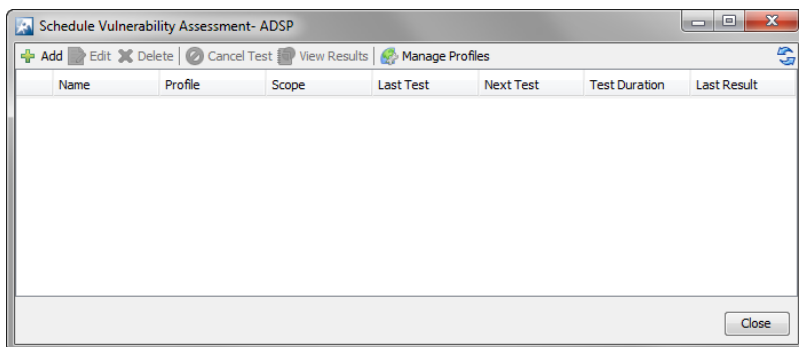 Schedule Vulnerability Assessment- ADSP
Add Edit Delete Cancel Test View Results Manage Profiles
Name Profile Scope Last Test Next Test Test Duration Last Result
Close